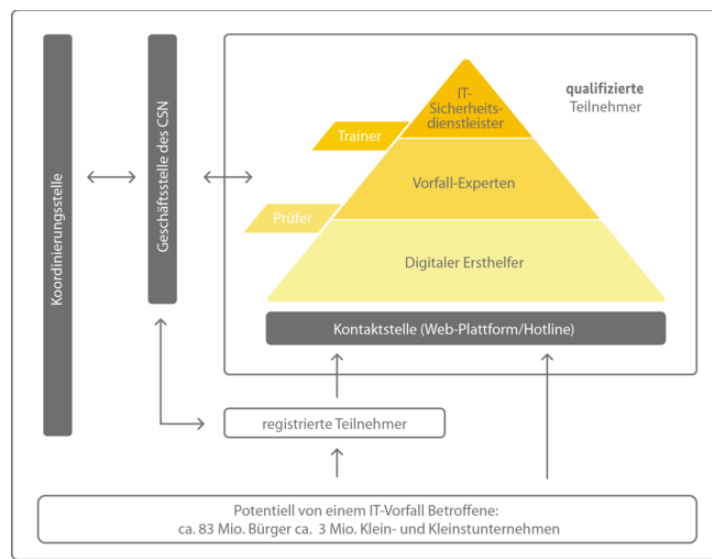 Koordinierungsstelle
Geschäftsstelle des CSN
qualifizierte
Teilnehmer
IT-
Sicherheits-
dienstleister
Trainer
Vorfall-Experten
Prüfer
Digitaler Ersthelfer
Kontaktstelle (Web-Plattform/Hotline)
registrierte Teilnehmer
Potentiell von einem IT-Vorfall Betroffene:
ca. 83 Mio. Bürger ca. 3 Mio. Klein- und Kleinstunternehmen